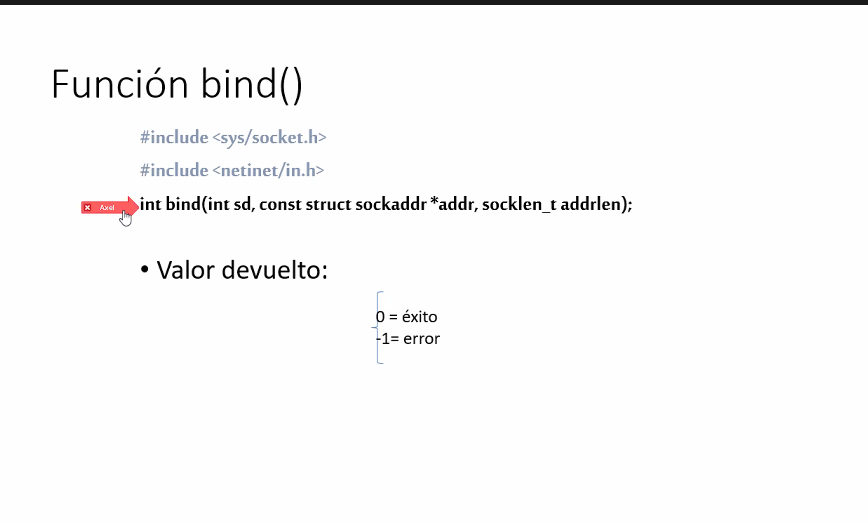 Función bind()
#include <sys/socket.h>
#include <netinet/in.h>
Axel
int bind(int sd, const struct sockaddr *addr, socklen_t addrlen);
• Valor devuelto:
0 = éxito
-1= error